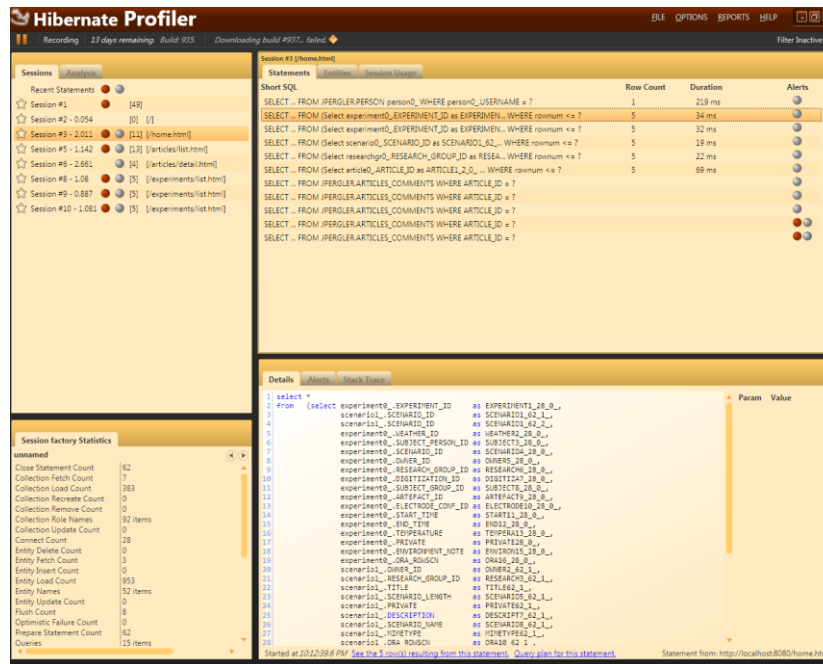 Hibernate Profiler
FILE OPTIONS REPORTS HELP
Recording 13 days remaining. Build: 935. Downloading build #937... failed.
Filter Inactive
Sessions Analysis
Recent Statements
Session #1 [49]
Session #2 - 0.054 [0] [/]
Session #3 - 2.011 [11] [/home.html]
Session #5 - 1.142 [13] [/articles/list.html]
Session #6 - 2.661 [4] [/articles/detail.html]
Session #8 - 1.08 [5] [/experiments/list.html]
Session #9 - 0.887 [5] [/experiments/list.html]
Session #10 - 1.081 [5] [/experiments/list.html]
Session #3 [/home.html]
Statements Entities Session Usage
Short SQL Row Count Duration Alerts
SELECT ... FROM JPERGLER.PERSON person0_ WHERE person0_USERNAME = ? 1 219 ms
SELECT ... FROM (Select experiment0_.EXPERIMENT_ID as EXPERIMEN... WHERE rownum <= ? 5 34 ms
SELECT ... FROM (Select experiment0_.EXPERIMENT_ID as EXPERIMEN... WHERE rownum <= ? 5 32 ms
SELECT ... FROM (Select scenario0_.SCENARIO_ID as SCENARIO1_62_... WHERE rownum <= ? 5 19 ms
SELECT ... FROM (Select researchgr0_.RESEARCH_GROUP_ID as RESEA... WHERE rownum <= ? 5 22 ms
SELECT ... FROM (Select article0_.ARTICLE_ID as ARTICLE1_2_0_, ... WHERE rownum <= ? 5 69 ms
SELECT ... FROM JPERGLER.ARTICLES_COMMENTS WHERE ARTICLE_ID = ?
SELECT ... FROM JPERGLER.ARTICLES_COMMENTS WHERE ARTICLE_ID = ?
SELECT ... FROM JPERGLER.ARTICLES_COMMENTS WHERE ARTICLE_ID = ?
SELECT ... FROM JPERGLER.ARTICLES_COMMENTS WHERE ARTICLE_ID = ?
SELECT ... FROM JPERGLER.ARTICLES_COMMENTS WHERE ARTICLE_ID = ?
Session factory Statistics
unnamed
Close Statement Count 62
Collection Fetch Count 7
Collection Load Count 383
Collection Recreate Count 0
Collection Remove Count 0
Collection Role Names 92 items
Collection Update Count 0
Connect Count 28
Entity Delete Count 0
Entity Fetch Count 3
Entity Insert Count 0
Entity Load Count 953
Entity Names 52 items
Entity Update Count 0
Flush Count 8
Optimistic Failure Count 0
Prepare Statement Count 62
Queries 15 items
Details Alerts Stack Trace
Param Value
1 select *
2 from (select experiment0_.EXPERIMENT_ID as EXPERIMENT1_28_0_,
3 scenario1_.SCENARIO_ID as SCENARIO1_62_1_,
4 scenario1_.SCENARIO_ID as SCENARIO1_62_2_,
5 experiment0_.WEATHER_ID as WEATHER2_28_0_,
6 experiment0_.SUBJECT_PERSON_ID as SUBJECT3_28_0_,
7 experiment0_.SCENARIO_ID as SCENARIO4_28_0_,
8 experiment0_.OWNER_ID as OWNER5_28_0_,
9 experiment0_.RESEARCH_GROUP_ID as RESEARCH6_28_0_,
10 experiment0_.DIGITIZATION_ID as DIGITIZA7_28_0_,
11 experiment0_.SUBJECT_GROUP_ID as SUBJECT8_28_0_,
12 experiment0_.ARTEFACT_ID as ARTEFACT9_28_0_,
13 experiment0_.ELECTRODE_CONF_ID as ELECTRODE10_28_0_,
14 experiment0_.START_TIME as START11_28_0_,
15 experiment0_.END_TIME as END12_28_0_,
16 experiment0_.TEMPERATURE as TEMPERA13_28_0_,
17 experiment0_.PRIVATE as PRIVATE28_0_,
18 experiment0_.ENVIRONMENT_NOTE as ENVIRON15_28_0_,
19 experiment0_.ORA_ROWSCN as ORA16_28_0_,
20 scenario1_.OWNER_ID as OWNER2_62_1_,
21 scenario1_.RESEARCH_GROUP_ID as RESEARCH3_62_1_,
22 scenario1_.TITLE as TITLE62_1_,
23 scenario1_.SCENARIO_LENGTH as SCENARIO5_62_1_,
24 scenario1_.PRIVATE as PRIVATE62_1_,
25 scenario1_.DESCRIPTION as DESCRIPT7_62_1_,
26 scenario1_.SCENARIO_NAME as SCENARIO8_62_1_,
27 scenario1_.MIMETYPE as MIMETYPE62_1_,
28 scenario1_.ORA_ROWSCN as ORA10_62_1_,
Started at 10:12:39.6 PM See the 5 row(s) resulting from this statement. Query plan for this statement. Statement from: http://localhost:8080/home.ht